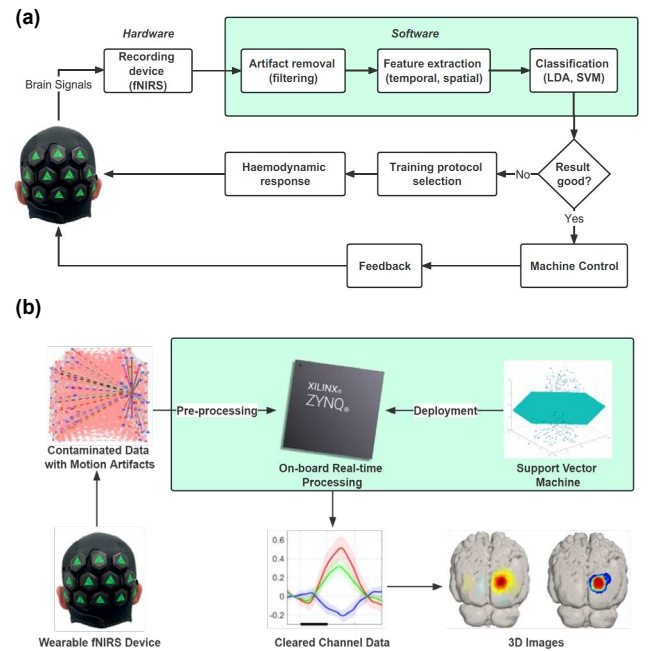 (a)
Hardware
Software
Recording
device
(fNIRS)
Artifact removal
(filtering)
Feature extraction
(temporal, spatial)
Classification
(LDA, SVM)
Brain Signals
Haemodynamic
response
Training protocol
selection
No
Result
good?
Yes
Feedback
Machine Control
(b)
XILINX®
ZYNQ®
Pre-processing
Deployment
Contaminated Data
with Motion Artifacts
On-board Real-time
Processing
Support Vector
Machine
0.6
0.4
0.2
0
-0.2
Wearable fNIRS Device
Cleared Channel Data
3D Images